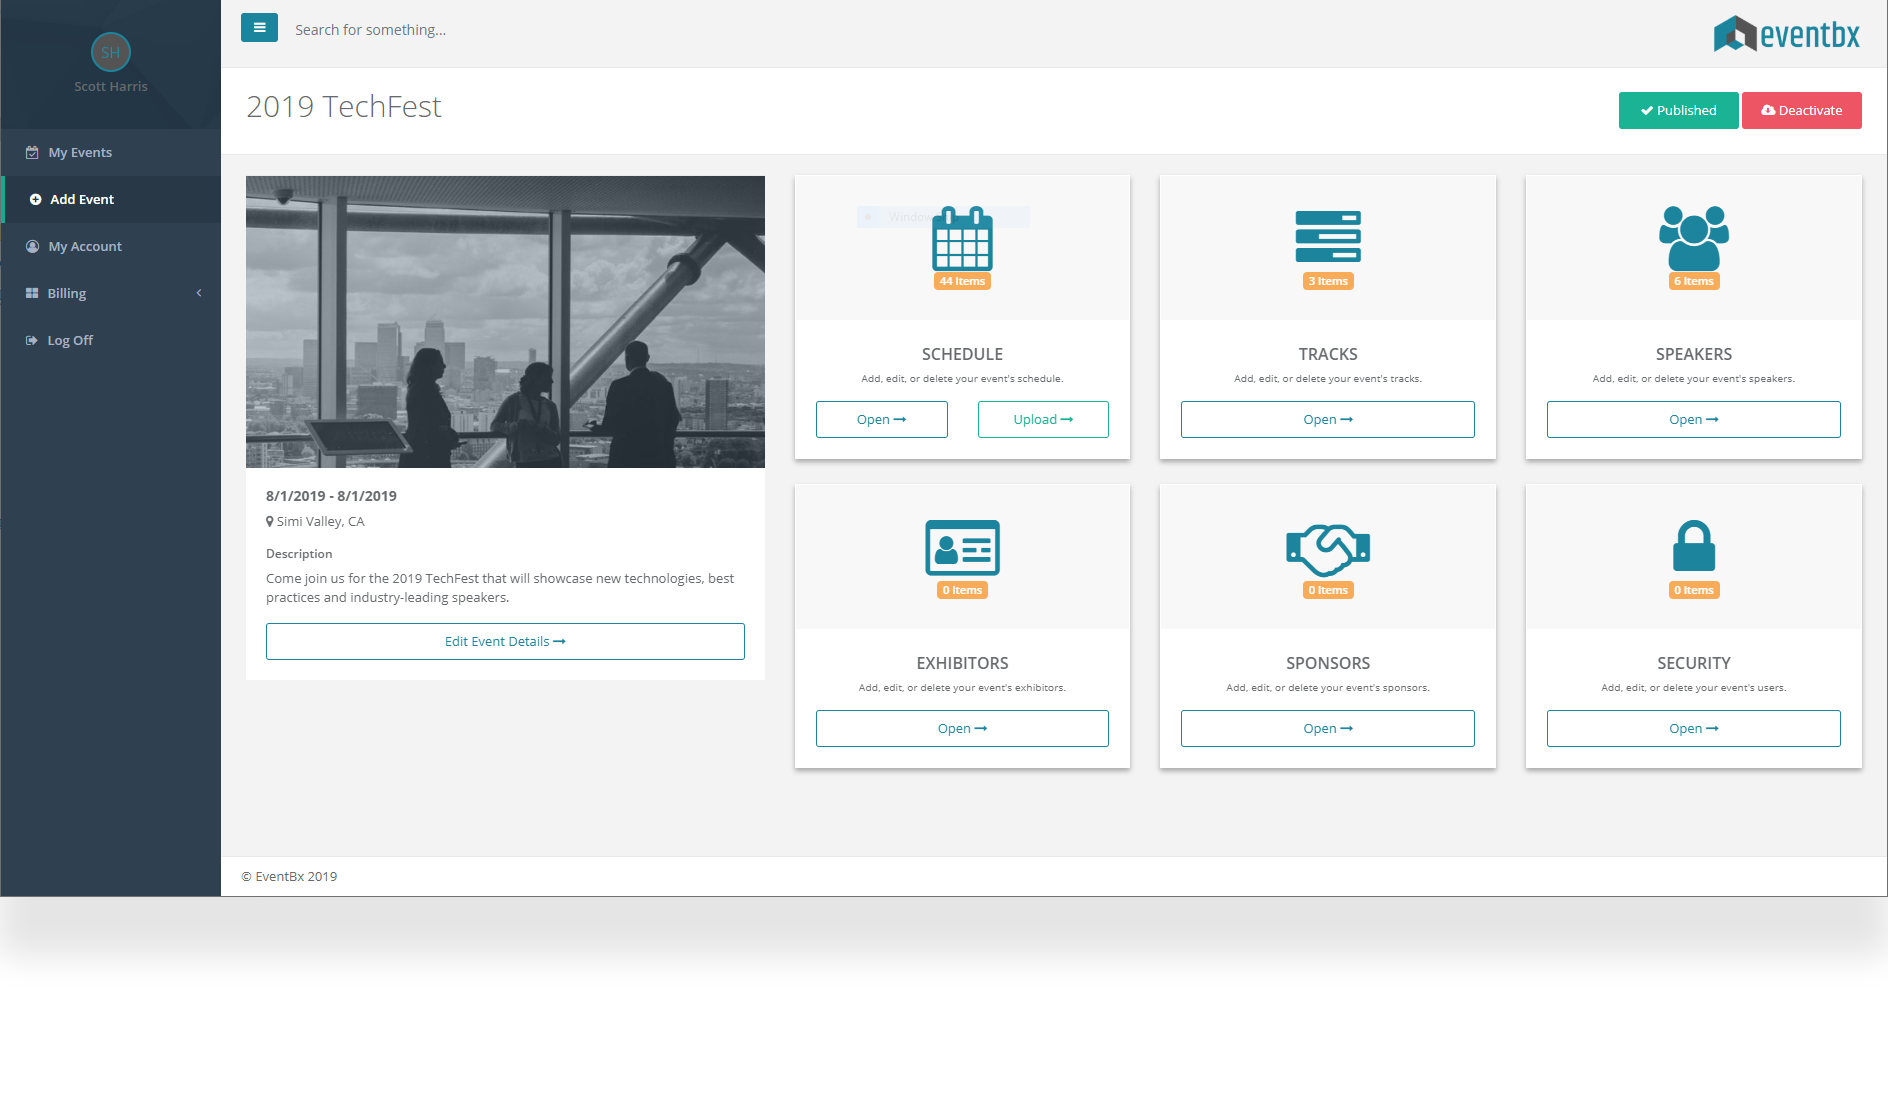 SH
Scott Harris
My Events
Add Event
My Account
Billing
Log Off
Search for something...
eventbx
2019 TechFest
Published
Deactivate
8/1/2019 - 8/1/2019
Simi Valley, CA
Description
Come join us for the 2019 TechFest that will showcase new technologies, best
practices and industry-leading speakers.
Edit Event Details
44 Items
SCHEDULE
Add, edit, or delete your event's schedule.
Open
Upload
3 Items
TRACKS
Add, edit, or delete your event's tracks.
Open
6 Items
SPEAKERS
Add, edit, or delete your event's speakers.
Open
0 Items
EXHIBITORS
Add, edit, or delete your event's exhibitors.
Open
0 Items
SPONSORS
Add, edit, or delete your event's sponsors.
Open
0 Items
SECURITY
Add, edit, or delete your event's users.
Open
© EventBx 2019